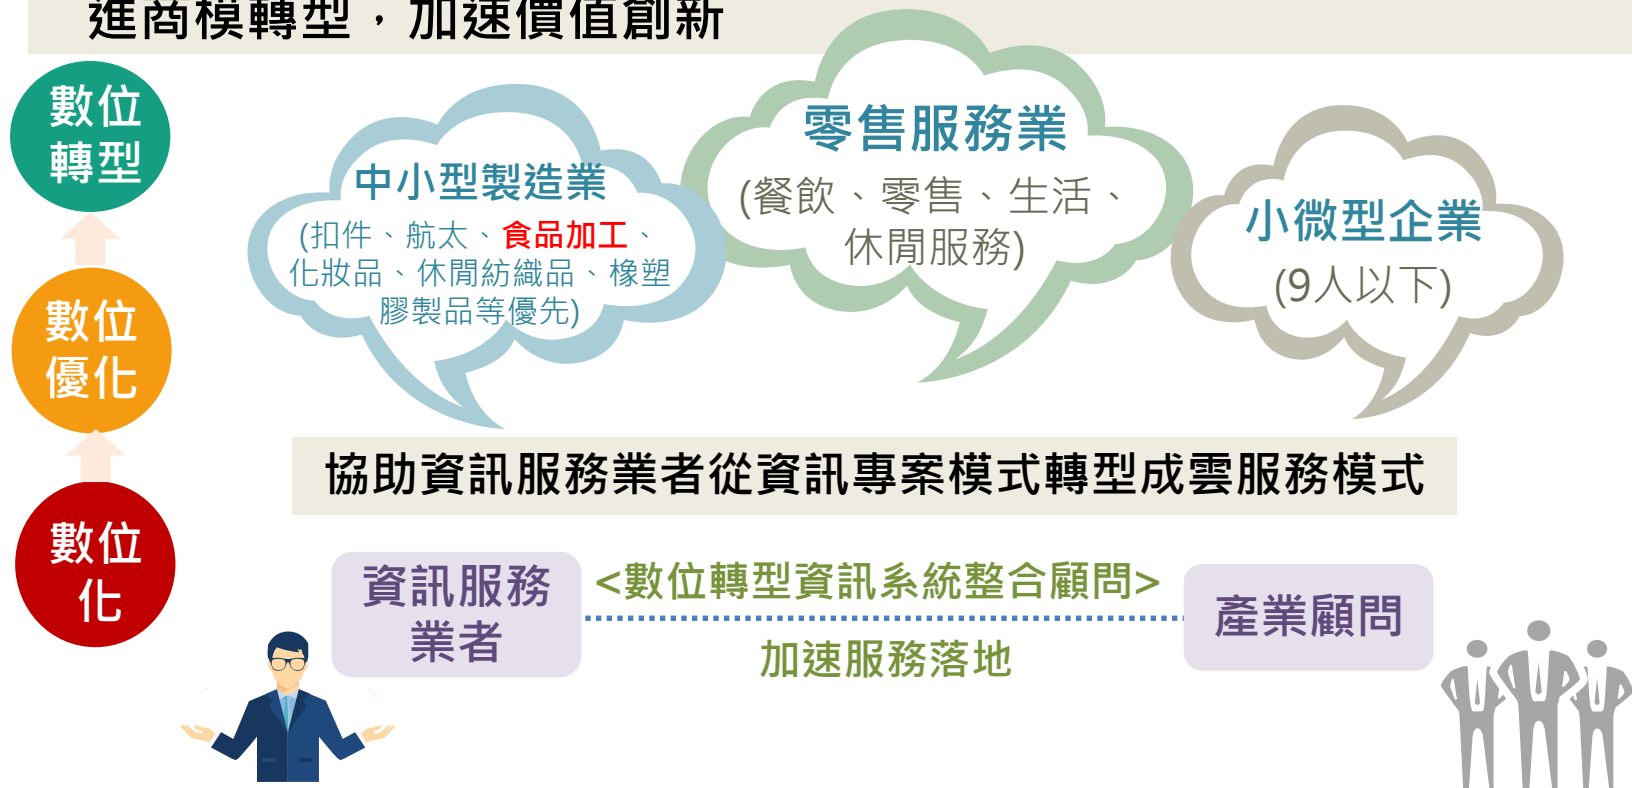 進商模轉型，加速價值創新
數位
轉型
數位
優化
數位
化
中小型製造業
(扣件、航太、食品加工、
化妝品、休閒紡織品、橡塑
膠製品等優先)
零售服務業
(餐飲、零售、生活、
休閒服務)
小微型企業
(9人以下)
協助資訊服務業者從資訊專案模式轉型成雲服務模式
資訊服務
業者
<數位轉型資訊系統整合顧問>
加速服務落地
產業顧問